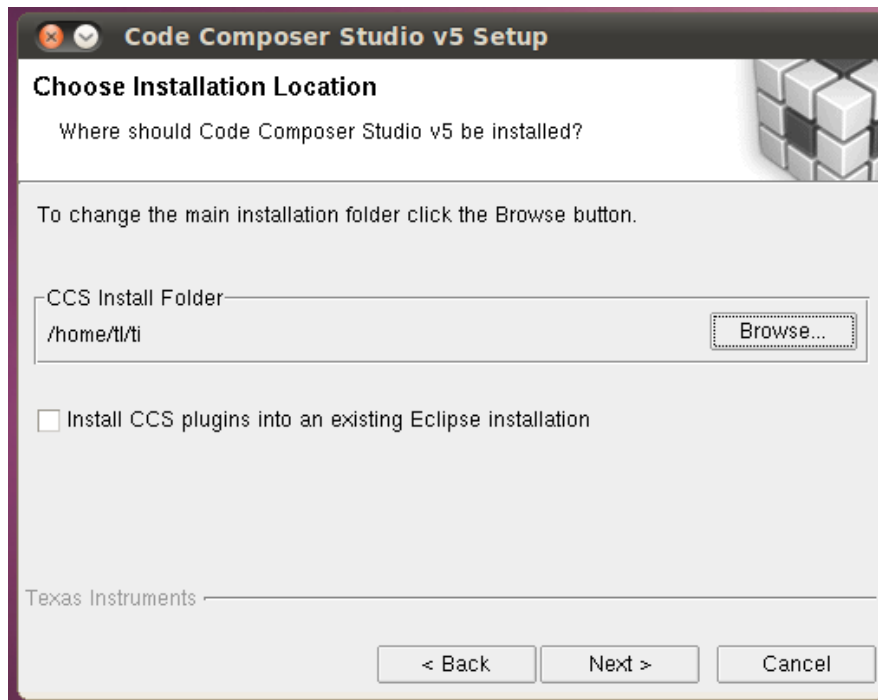 Code Composer Studio v5 Setup
Choose Installation Location
Where should Code Composer Studio v5 be installed?
To change the main installation folder click the Browse button.
CCS Install Folder
/home/tl/ti
Browse...
Install CCS plugins into an existing Eclipse installation
Texas Instruments
< Back
Next >
Cancel